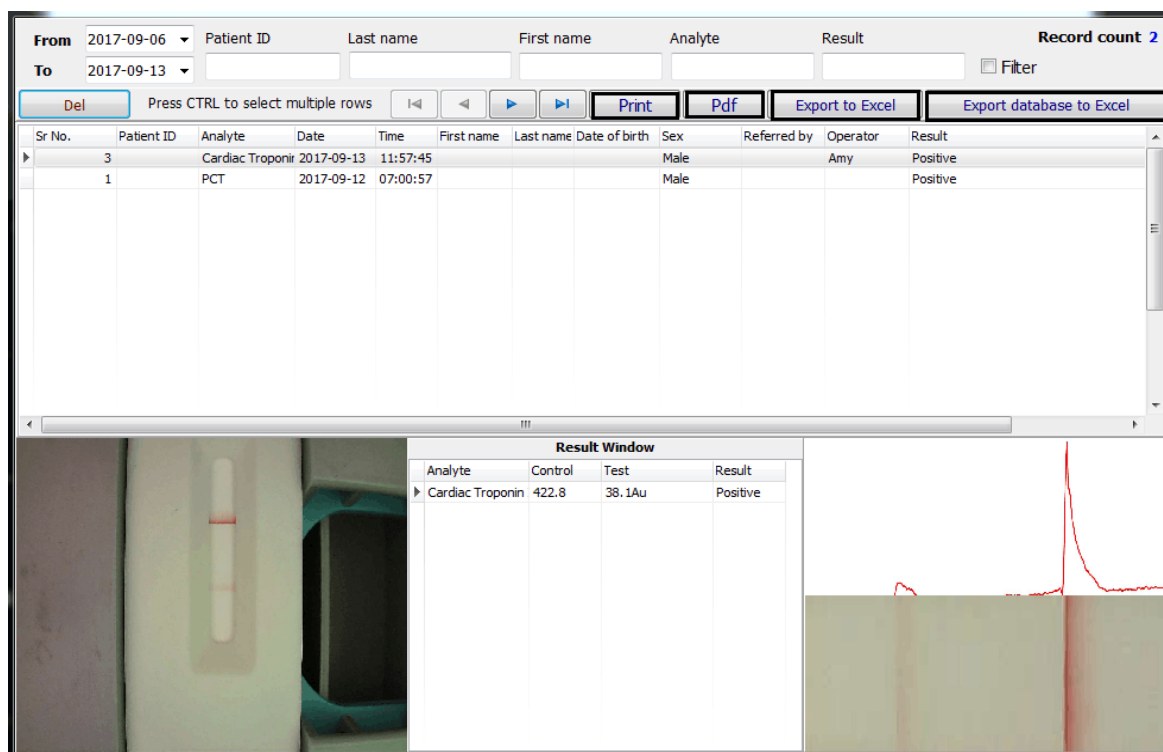 From 2017-09-06 Patient ID Last name First name Analyte Result Record count 2
To 2017-09-13 Filter
Del Press CTRL to select multiple rows Print Pdf Export to Excel Export database to Excel
Sr No. Patient ID Analyte Date Time First name Last name Date of birth Sex Referred by Operator Result
3 Cardiac Troponin 2017-09-13 11:57:45 Male Amy Positive
1 PCT 2017-09-12 07:00:57 Male Positive
Result Window
Analyte Control Test Result
Cardiac Troponin 422.8 38.1Au Positive